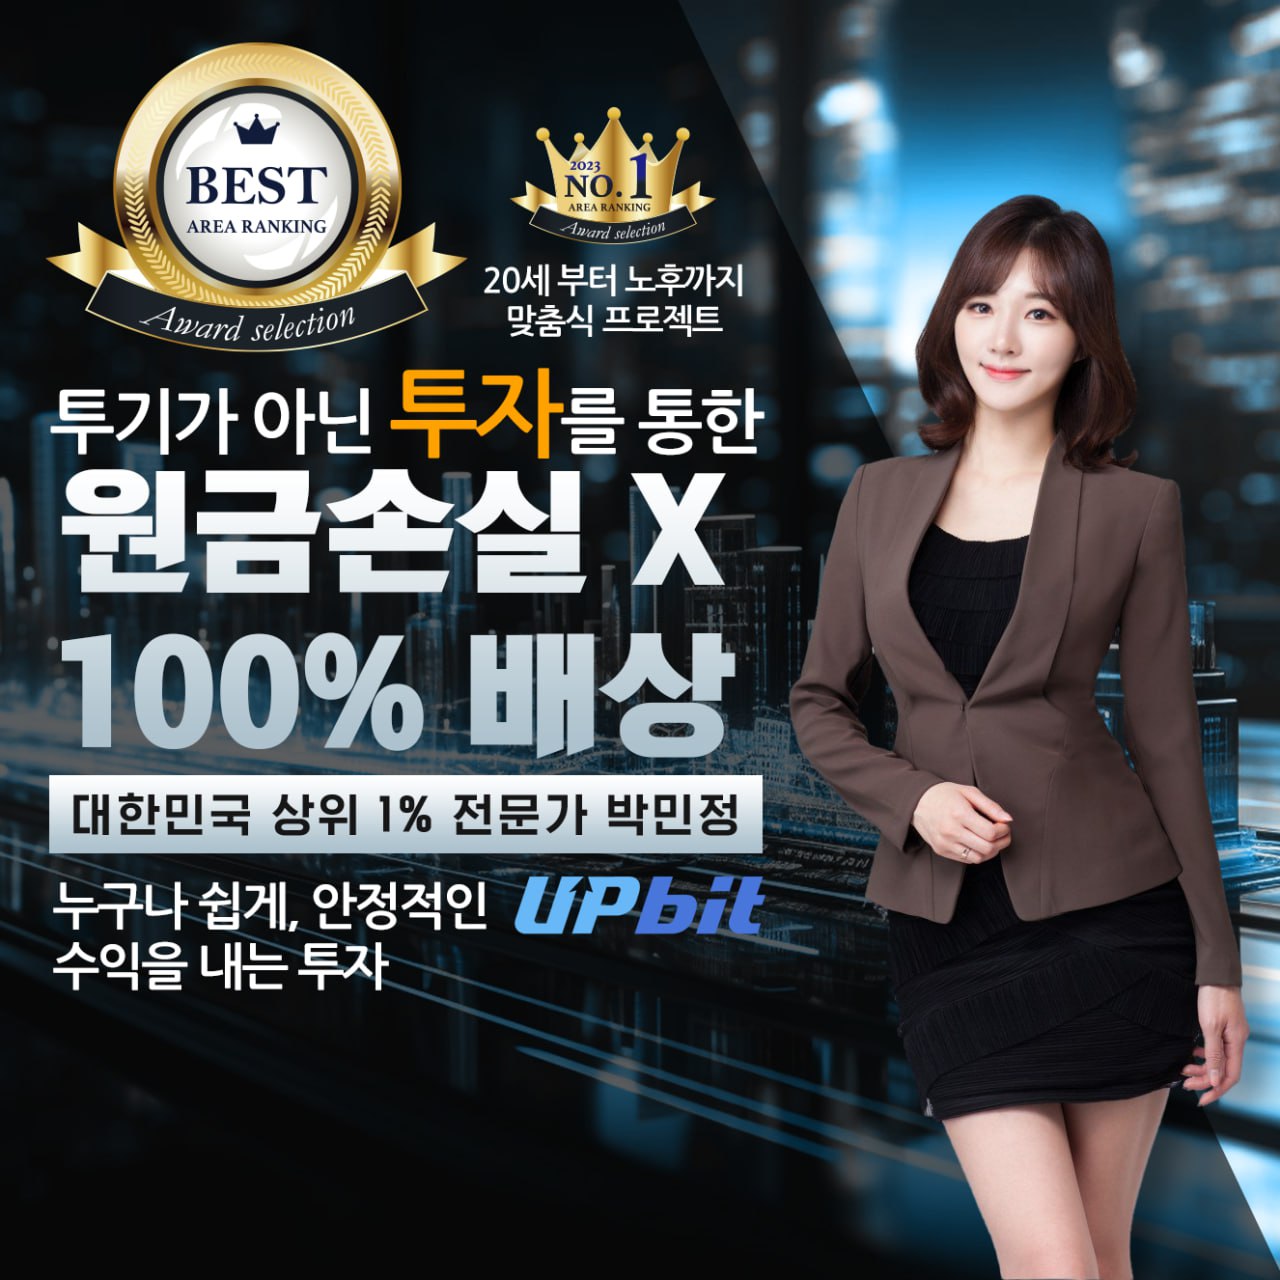 BEST
AREA RANKING
Award selection
2023
NO.1
AREA RANKING
Award selection
20세 부터 노후까지
맞춤식 프로젝트
투기가 아닌 투자를 통한
원금손실 X
100% 배상
대한민국 상위 1% 전문가 박민정
누구나 쉽게, 안정적인
수익을 내는 투자
UPbit